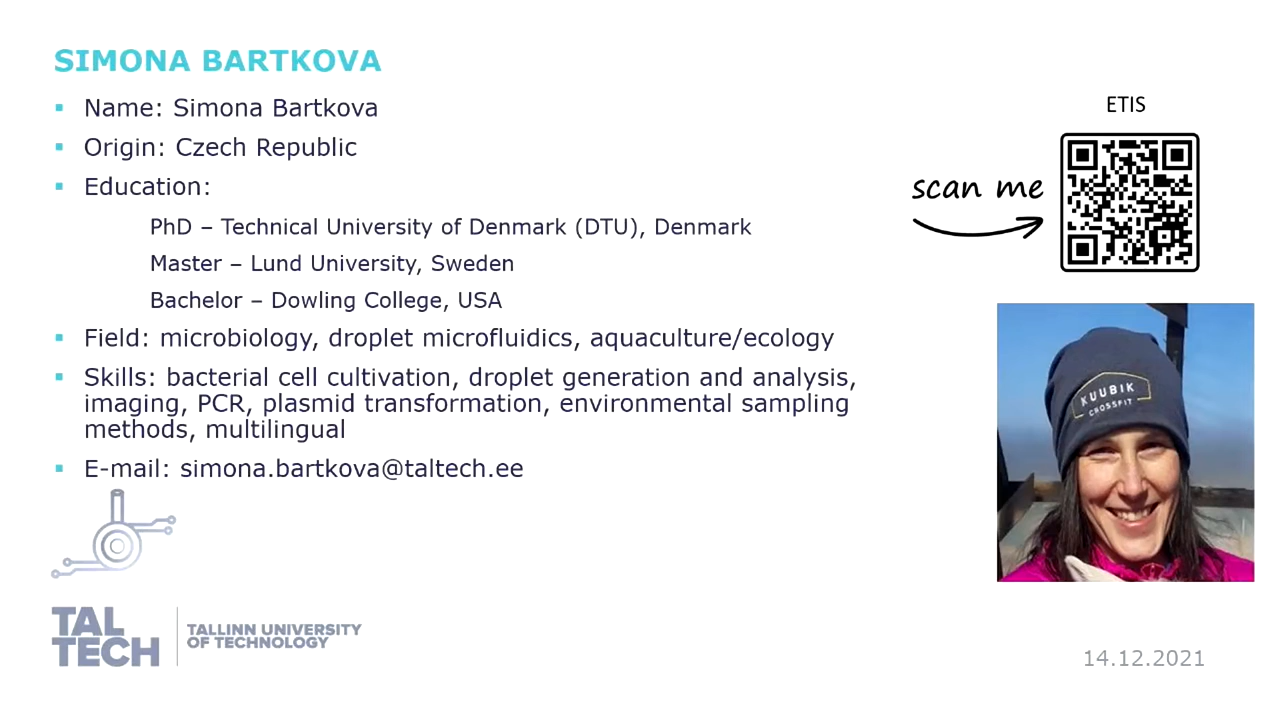 SIMONA BARTKOVA
▪ Name: Simona Bartkova
▪ Origin: Czech Republic
▪ Education:
PhD – Technical University of Denmark (DTU), Denmark
Master – Lund University, Sweden
Bachelor – Dowling College, USA
▪ Field: microbiology, droplet microfluidics, aquaculture/ecology
▪ Skills: bacterial cell cultivation, droplet generation and analysis,
imaging, PCR, plasmid transformation, environmental sampling
methods, multilingual
▪ E-mail: simona.bartkova@taltech.ee
ETIS
scan me
KUUBIK
CROSSFIT
TAL
TECH
TALLINN UNIVERSITY
OF TECHNOLOGY
14.12.2021